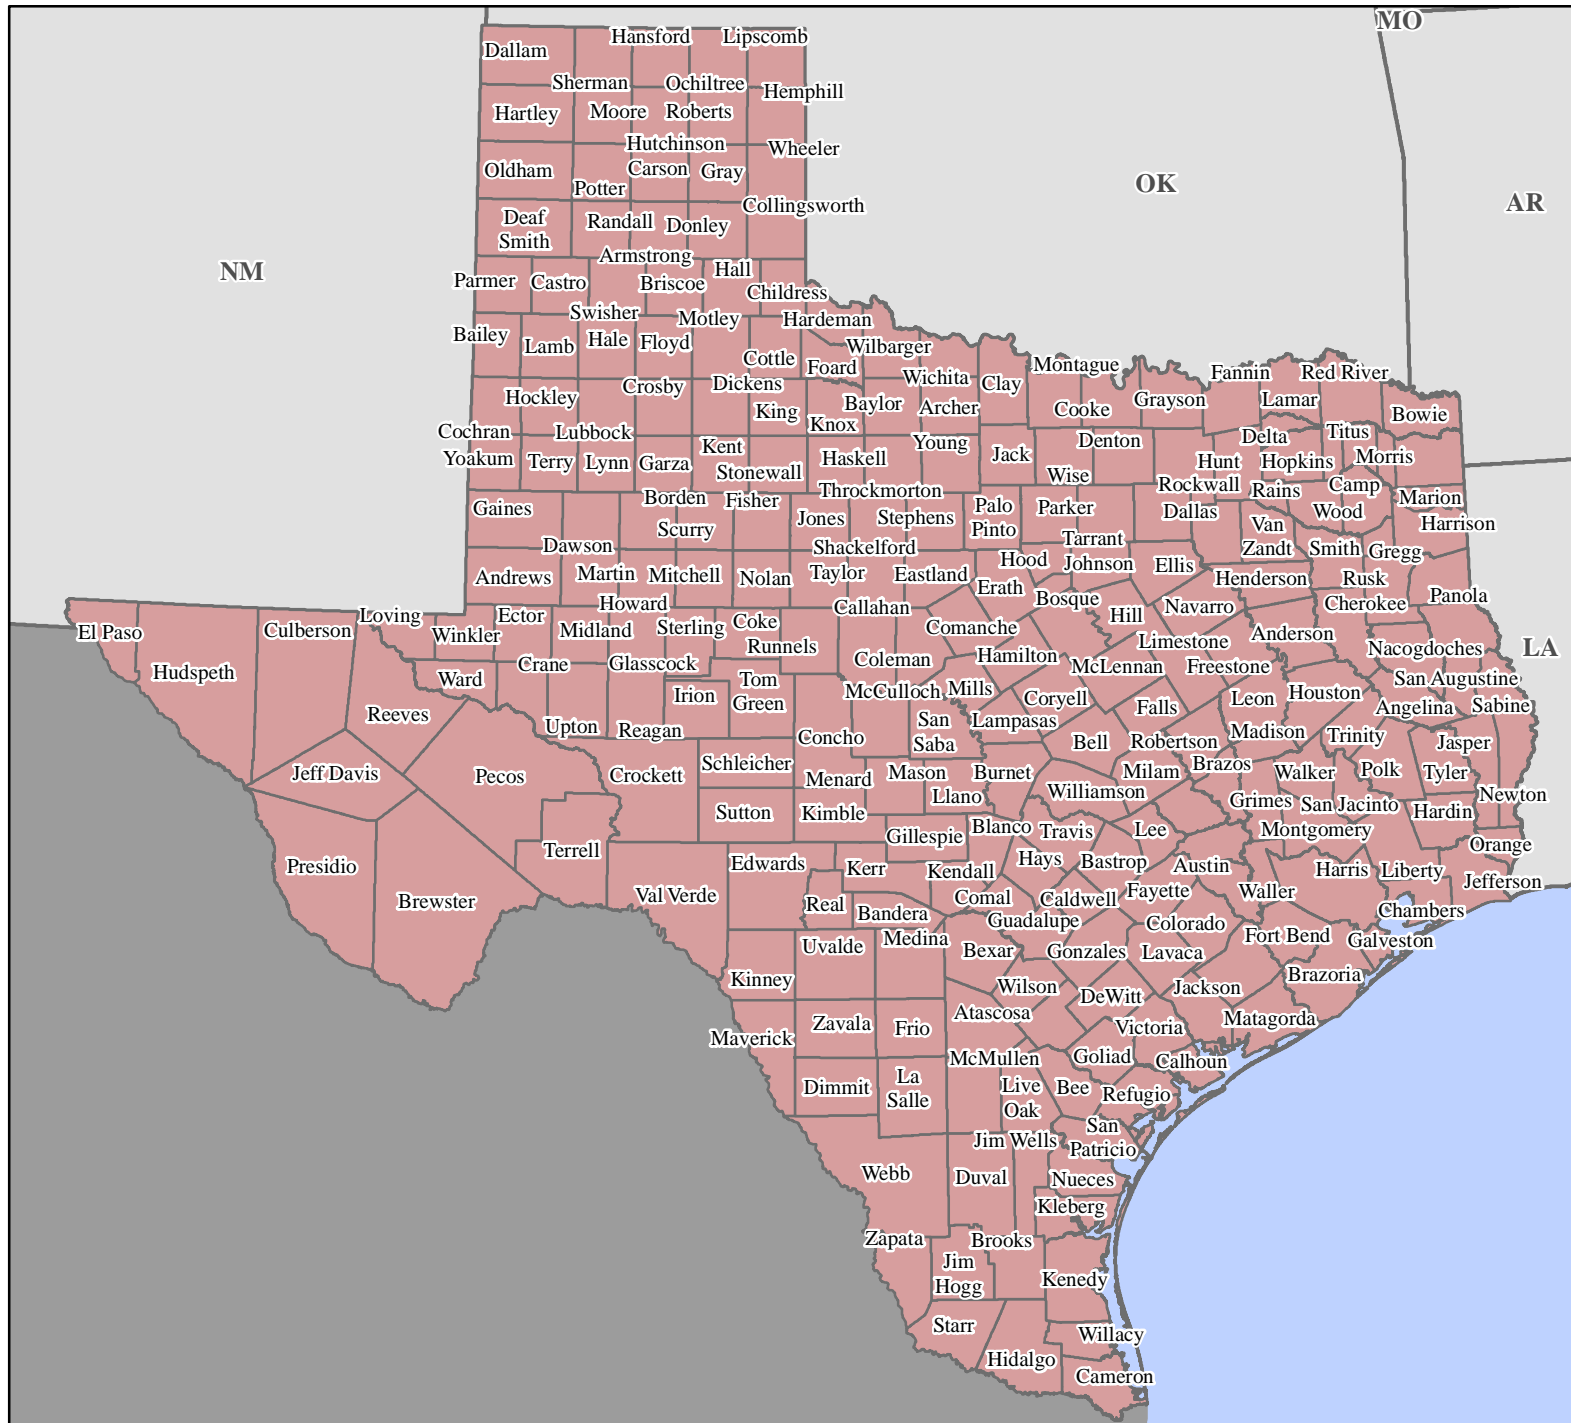 MO
Hansford Lipscomb
Dallam
Sherman Ochiltree
Hemphill
Hartley Moore Roberts
Hutchinson Wheeler
Oldham Carson Gray
Potter
OK
AR
Collingsworth
Deaf
Smith
Randall Donley
Armstrong
NM
Hall
Parmer Castro Briscoe Childress
Swisher Motley Hardeman
Bailey Lamb Hale Floyd Wilbarger
Cottle Foard
Montague Fannin Red River
Crosby Dickens Wichita Clay
Hockley King Baylor Archer Cooke Grayson Lamar Bowie
Knox
Cochran Lubbock Kent Young Denton Delta Titus
Yoakum Terry Lynn Garza Stonewall Haskell Jack Wise Hunt Hopkins Morris
Rockwall Rains Camp
Borden Fisher Throckmorton Marion
Gaines Scurry Jones Stephens
Palo
Pinto
Parker Dallas
Van
Zandt
Wood Harrison
Dawson Shackelford Tarrant Smith Gregg
Andrews Martin Mitchell Nolan Taylor Eastland Hood Johnson Ellis Henderson Rusk
Erath Panola
Howard Callahan Bosque Navarro Cherokee
Loving Ector Hill
El Paso Culberson Winkler Midland Sterling Coke Comanche Anderson
Runnels Limestone LA
Hudspeth Crane Glasscock Coleman Hamilton McLennan Freestone Nacogdoches
Ward Irion
Tom
Green
McCulloch Mills Coryell Leon Houston San Augustine
Reeves Lampasas Falls Angelina Sabine
Upton Reagan Concho
San
Saba
Bell Robertson Madison Trinity Jasper
Jeff Davis Pecos Crockett Schleicher Menard Mason Burnet Milam Brazos Walker Polk Tyler
Llano Williamson Newton
Sutton Kimble Grimes San Jacinto Hardin
Gillespie Blanco Travis Lee Montgomery
Terrell Orange
Presidio Edwards Kerr Kendall Hays Bastrop Austin Harris Liberty
Jefferson
Brewster Val Verde Real Bandera Comal Caldwell Fayette Waller Chambers
Guadalupe Colorado
Uvalde Medina Bexar Gonzales Lavaca Fort Bend Galveston
Kinney Wilson DeWitt Jackson Brazoria
Maverick Zavala Frio Atascosa Victoria Matagorda
McMullen Goliad Calhoun
Dimmit
La
Salle
Live
Oak
Bee Refugio
San
Patricio
Jim Wells
Webb Duval Nueces
Kleberg
Zapata Brooks
Jim
Hogg
Kenedy
Starr Willacy
Hidalgo
Cameron